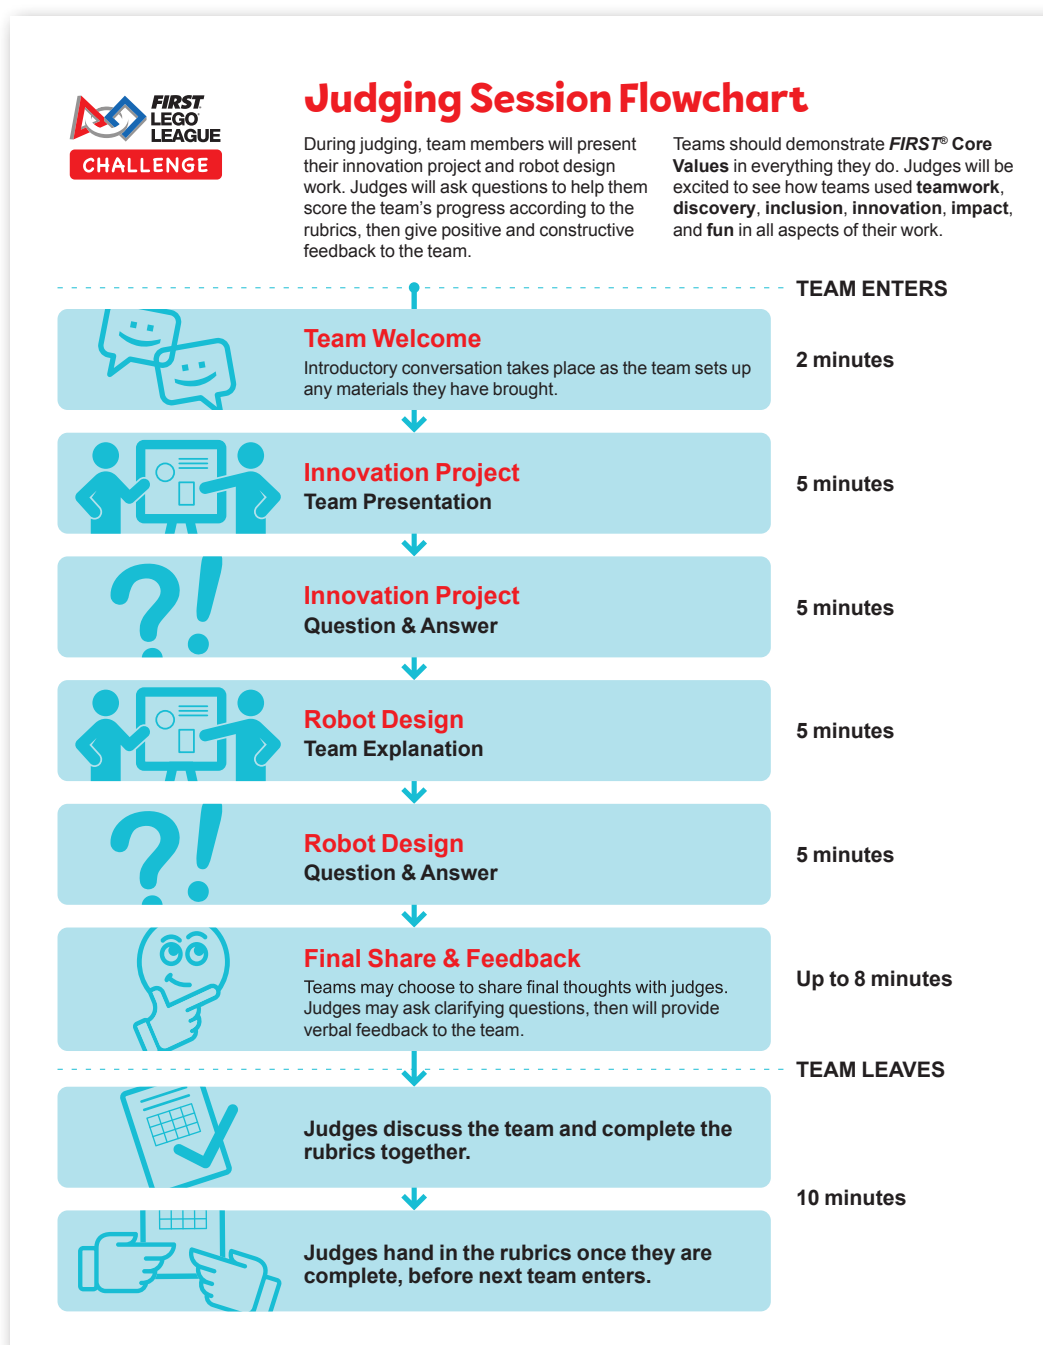 FIRST
LEGO
LEAGUE
CHALLENGE
Judging Session Flowchart
During judging, team members will present
their innovation project and robot design
work. Judges will ask questions to help them
score the team's progress according to the
rubrics, then give positive and constructive
feedback to the team.
Teams should demonstrate FIRST® Core
Values in everything they do. Judges will be
excited to see how teams used teamwork,
discovery, inclusion, innovation, impact,
and fun in all aspects of their work.
TEAM ENTERS
Team Welcome
Introductory conversation takes place as the team sets up
any materials they have brought.
2 minutes
Innovation Project
Team Presentation
5 minutes
Innovation Project
Question & Answer
5 minutes
Robot Design
Team Explanation
5 minutes
Robot Design
Question & Answer
5 minutes
Final Share & Feedback
Teams may choose to share final thoughts with judges.
Judges may ask clarifying questions, then will provide
verbal feedback to the team.
Up to 8 minutes
TEAM LEAVES
Judges discuss the team and complete the
rubrics together.
10 minutes
Judges hand in the rubrics once they are
complete, before next team enters.